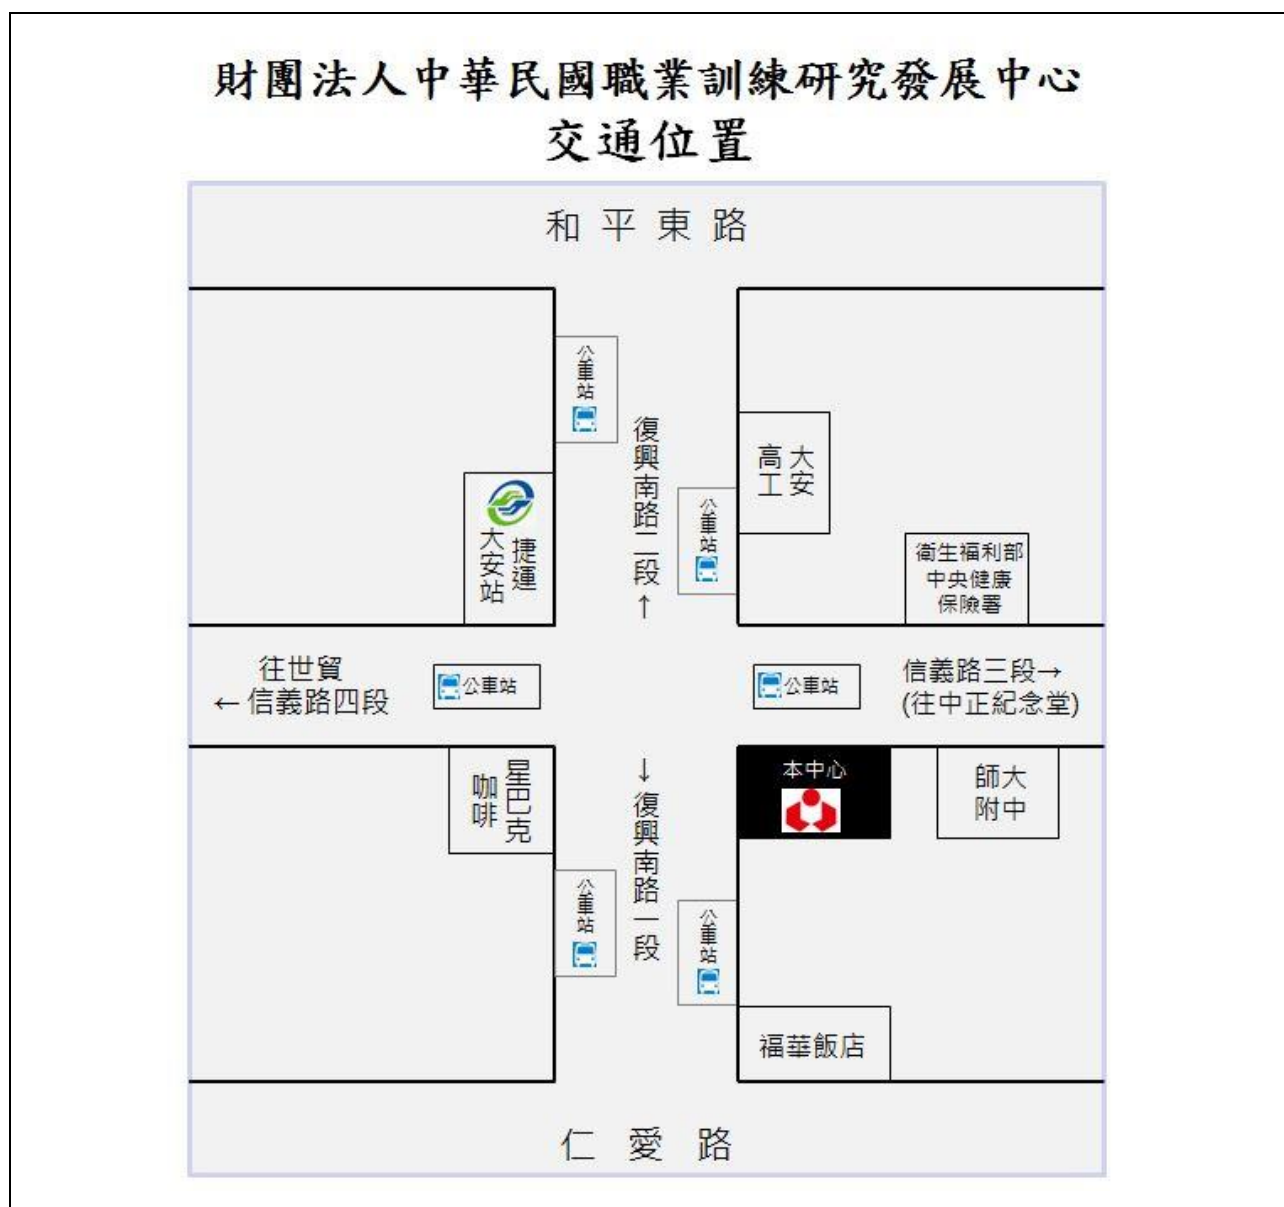 財團法人中華民國職業訓練研究發展中心
交通位置
和平東路
公車站
復興南路二段↑
大安
高工
公車站
捷運
大安站
衛生福利部
中央健康
保險署
往世貿
←信義路四段
公車站
公車站
信義路三段→
(往中正紀念堂)
星巴克
咖啡
↓復興南路一段
本中心
師大
附中
公車站
公車站
福華飯店
仁愛路